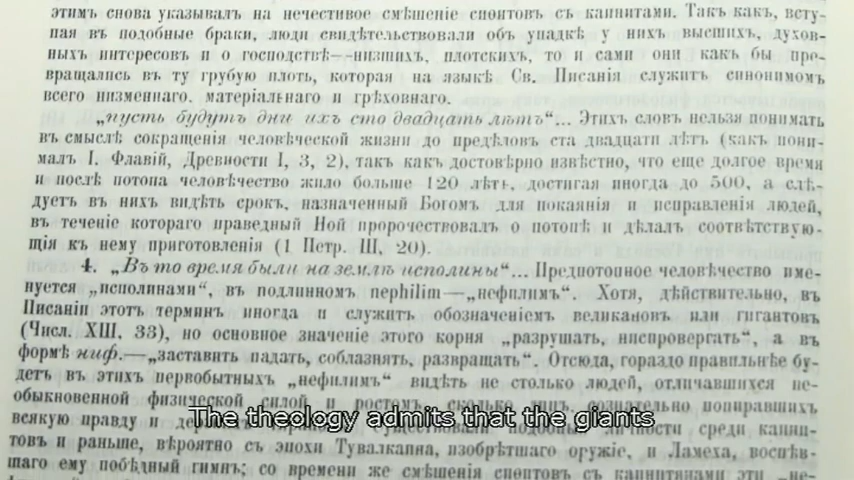 этимъ снова указывалъ на нечестивое смѣшеніе сиѳитовъ съ каинитами. Такъ какъ, всту-
пая въ подобные браки, люди свидѣтельствовали объ упадкѣ у нихъ высшихъ, духов-
ныхъ интересовъ и о господствѣ—низшихъ, плотскихъ, то и сами они какъ бы пре-
вращались въ ту грубую плоть, которая на языкѣ Св. Писанія служитъ синонимомъ
всего низменнаго, матеріальнаго и грѣховнаго.
„пусть будутъ дни ихъ сто двадцать лѣтъ“... Этихъ словъ нельзя понимать
въ смыслѣ сокращенія человѣческой жизни до предѣловъ ста двадцати лѣтъ (какъ пони-
малъ І. Флавій, Древности I, 3, 2), такъ какъ достовѣрно извѣстно, что еще долгое время
и послѣ потопа человѣчество жило больше 120 лѣтъ, достигая иногда до 500, а слѣ-
дуетъ въ нихъ видѣть срокъ, назначенный Богомъ для покаянія и исправленія людей,
въ теченіе котораго праведный Ной пророчествовалъ о потопѣ и дѣлалъ соотвѣтствую-
щія къ нему приготовленія (1 Петр. III, 20).
4. „Въ то время были на землѣ исполины“... Предпотопное человѣчество име-
нуется „исполинами“, въ подлинномъ nephilim—„нефилимъ“. Хотя, дѣйствительно, въ
Писаніи этотъ терминъ иногда и служитъ обозначеніемъ великановъ или гигантовъ
(Числ. XIII, 33), но основное значеніе этого корня „разрушать, ниспровергать“, а въ
формѣ ниф.—„заставить падать, соблазнять, развращать“. Отсюда, гораздо правильнѣе бу-
детъ въ этихъ первобытныхъ „нефилимъ“ видѣть не столько людей, отличавшихся не-
обыкновенной физической силой и ростомъ, сколько лицъ, сознательно попиравшихъ
всякую правду и подобныя личности среди каини-
The theology admits that the giants
товъ и раньше, вѣроятно съ эпохи Тувалкаина, изобрѣтшаго оружіе, и Ламеха, воспѣв-
шаго ему побѣдный гимнъ; со времени же смѣшенія сиѳитовъ съ каинитянами эти „не-